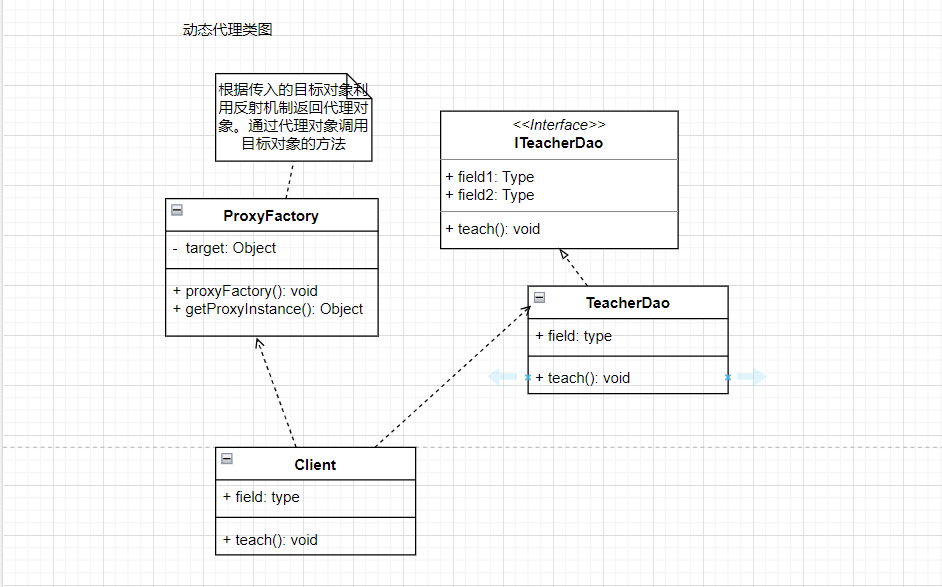 动态代理类图
根据传入的目标对象利
用反射机制返回代理对
象。通过代理对象调用
目标对象的方法
<<Interface>>
ITeacherDao
+ field1: Type
+ field2: Type
+ teach(): void
ProxyFactory
- target: Object
+ proxyFactory(): void
+ getProxyInstance(): Object
TeacherDao
+ field: type
+ teach(): void
Client
+ field: type
+ teach(): void